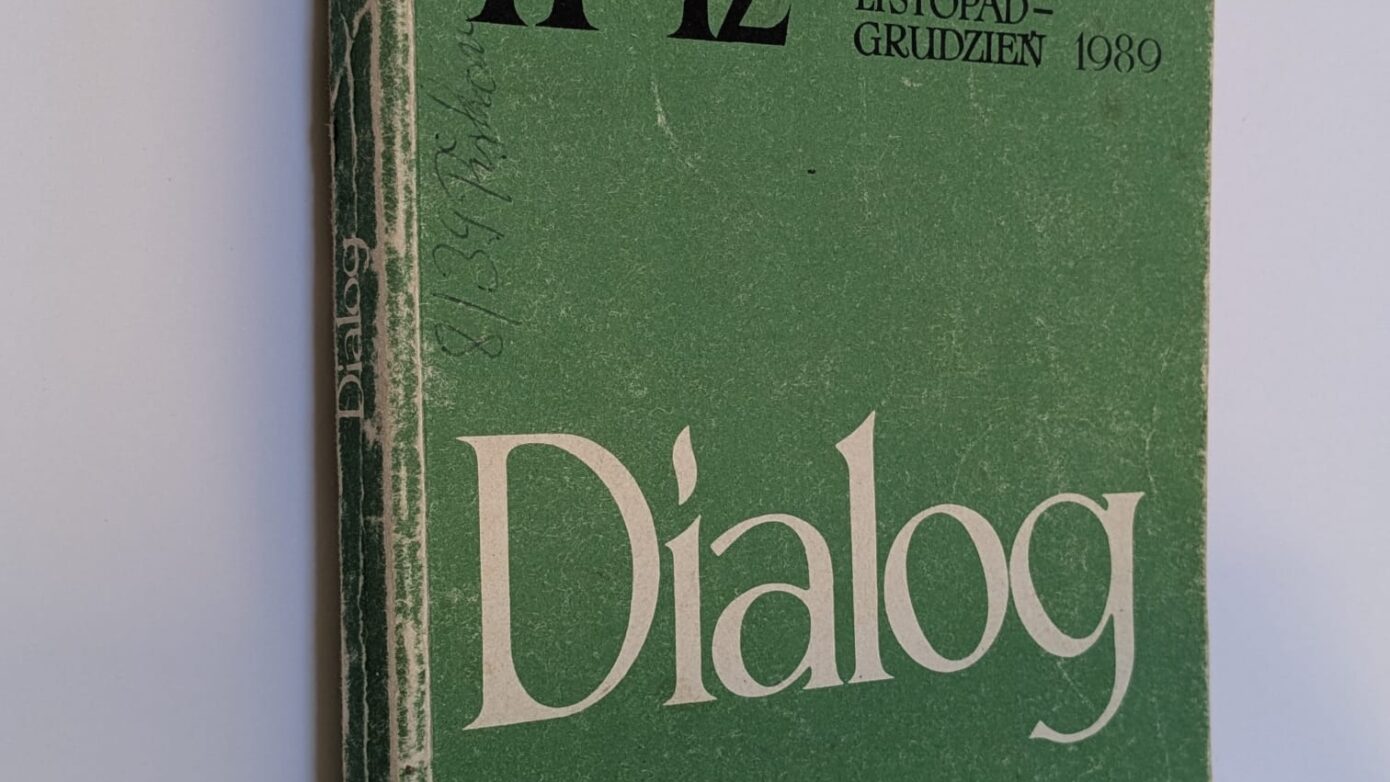 11-12
LISTOPAD–
GRUDZIEŃ 1989
Dialog
Dialog